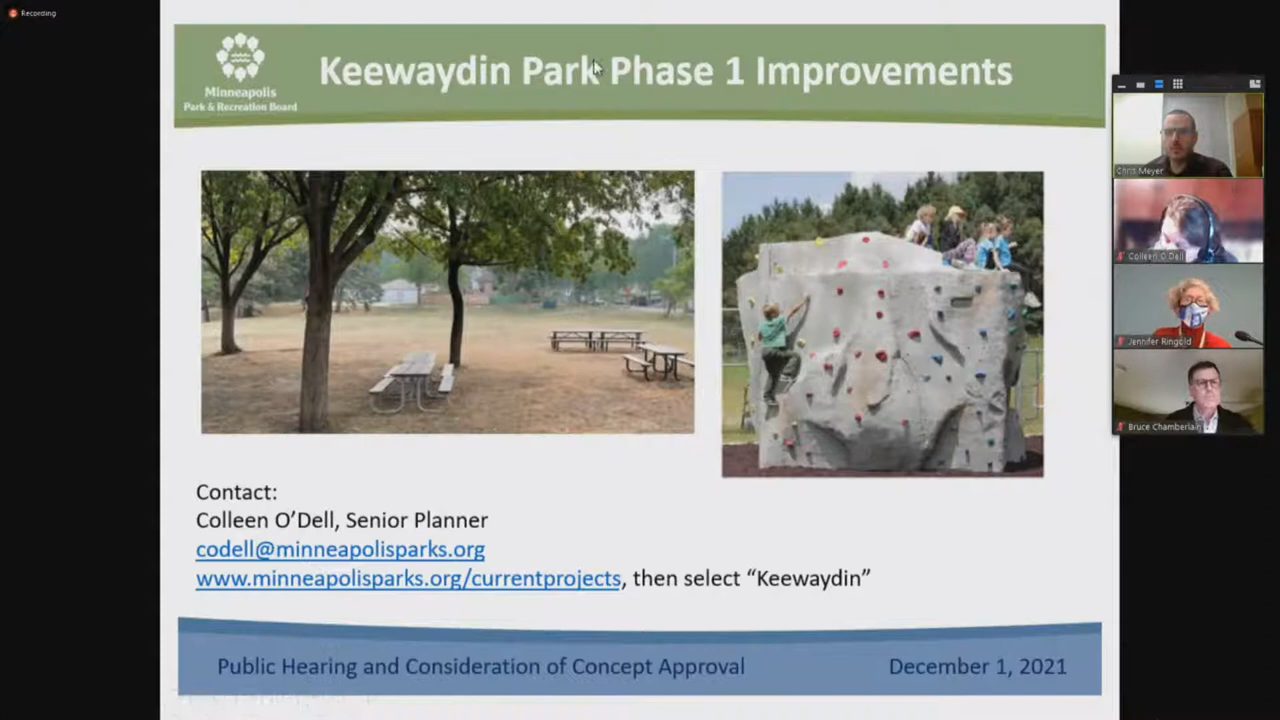 Recording
Minneapolis
Park & Recreation Board
Keewaydin Park Phase 1 Improvements
Chris Meyer
Colleen O'Dell
Jennifer Ringold
Bruce Chamberlain
Contact:
Colleen O’Dell, Senior Planner
codell@minneapolisparks.org
www.minneapolisparks.org/currentprojects, then select “Keewaydin”
Public Hearing and Consideration of Concept Approval
December 1, 2021